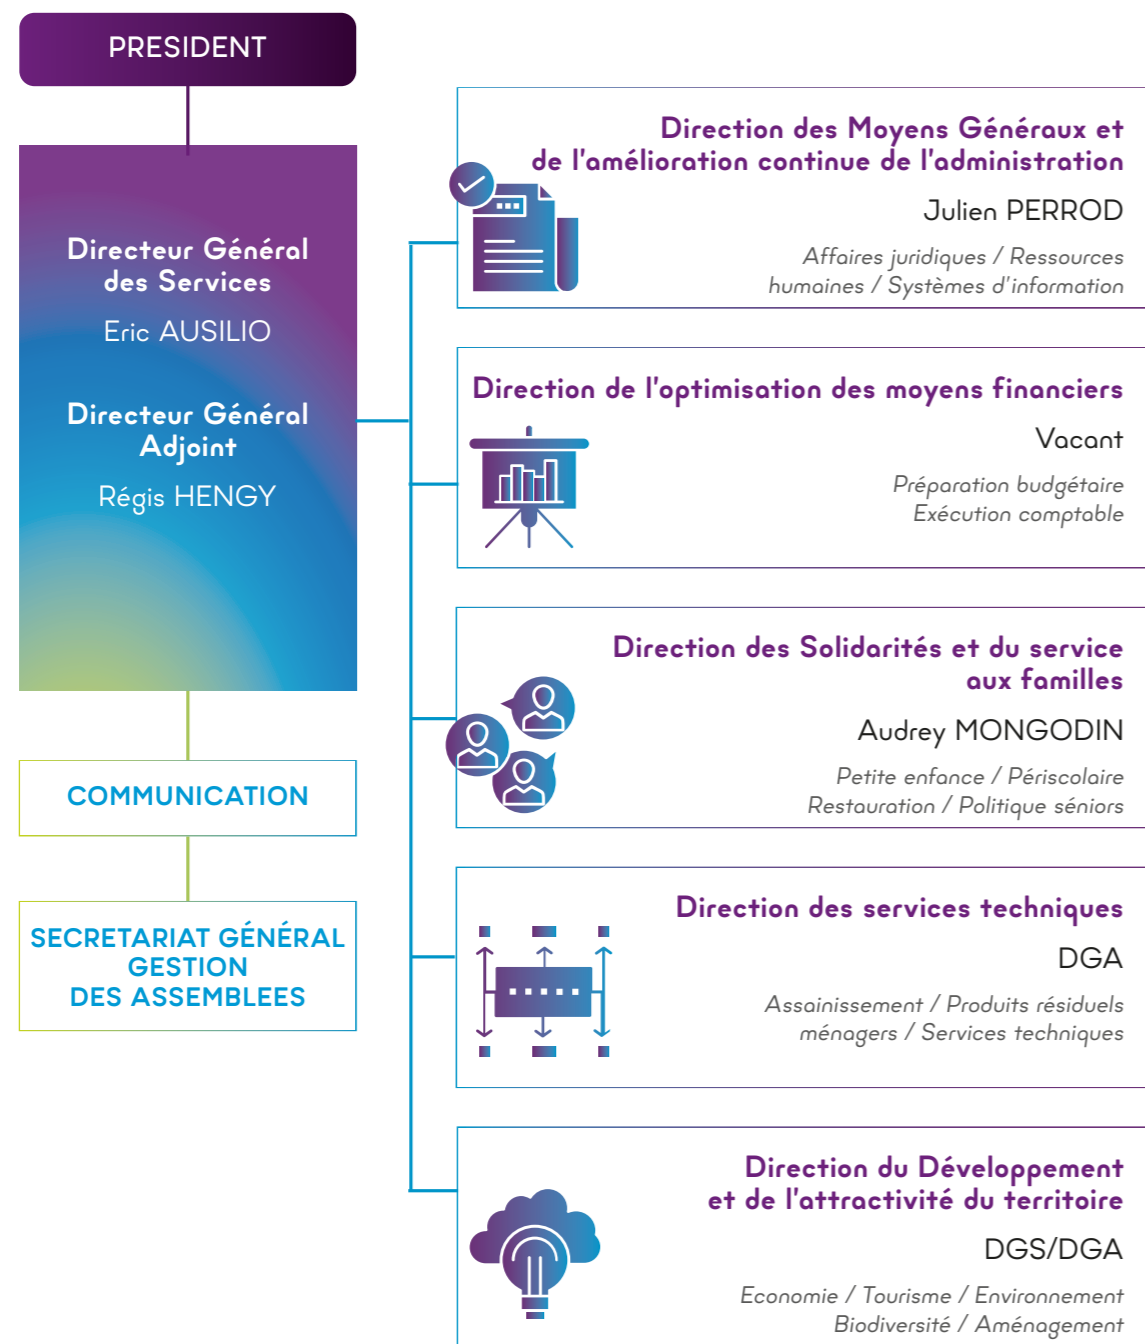 PRESIDENT
Directeur Général
des Services
Eric AUSILIO
Directeur Général
Adjoint
Régis HENGY
COMMUNICATION
SECRETARIAT GÉNÉRAL
GESTION
DES ASSEMBLEES
Direction des Moyens Généraux et
de l'amélioration continue de l'administration
Julien PERROD
Affaires juridiques / Ressources
humaines / Systèmes d'information
Direction de l'optimisation des moyens financiers
Vacant
Préparation budgétaire
Exécution comptable
Direction des Solidarités et du service
aux familles
Audrey MONGODIN
Petite enfance / Périscolaire
Restauration / Politique séniors
Direction des services techniques
DGA
Assainissement / Produits résiduels
ménagers / Services techniques
Direction du Développement
et de l'attractivité du territoire
DGS/DGA
Economie / Tourisme / Environnement
Biodiversité / Aménagement